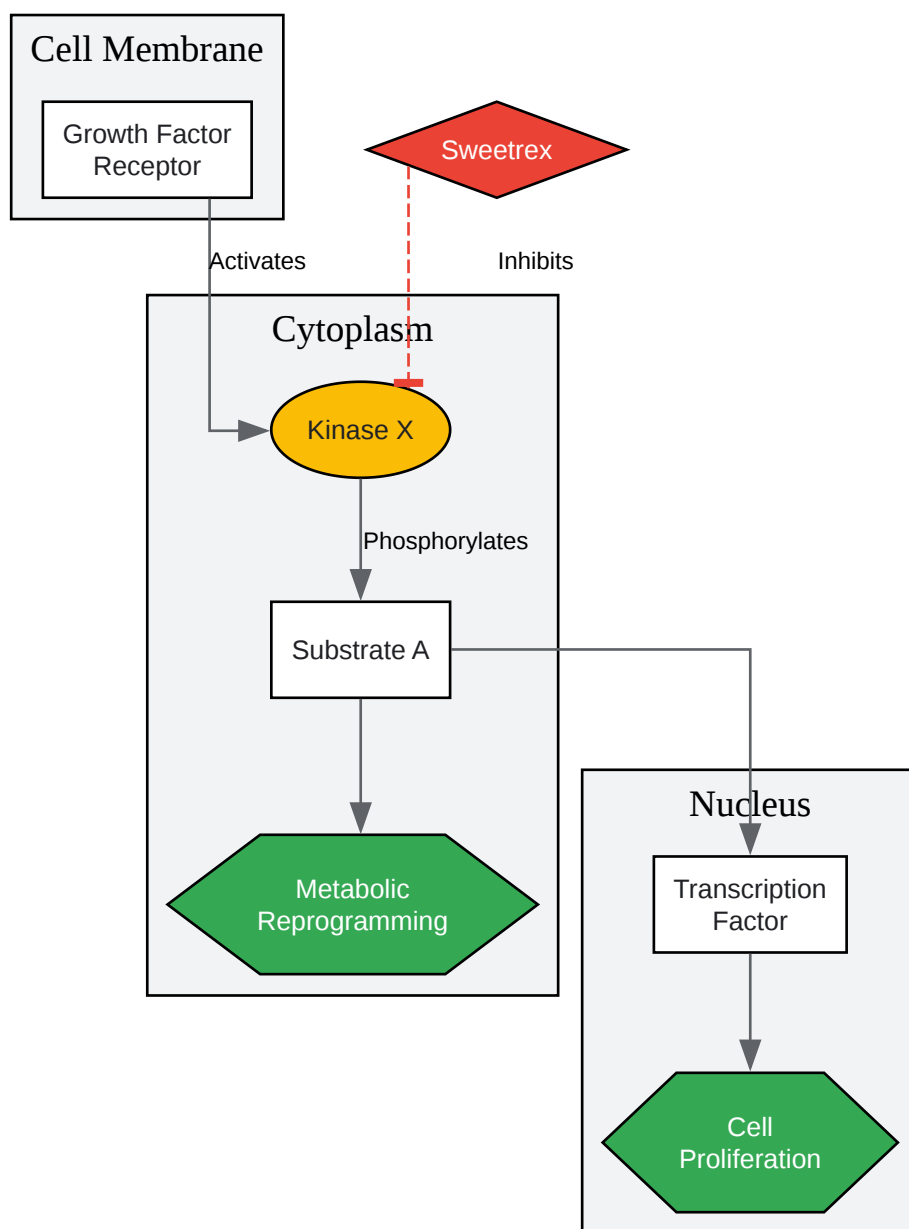 Cell Membrane
Growth Factor
Receptor
Sweetrex
Activates
Inhibits
Cytoplasm
Kinase X
Phosphorylates
Substrate A
Nucleus
Metabolic
Reprogramming
Transcription
Factor
Cell
Proliferation